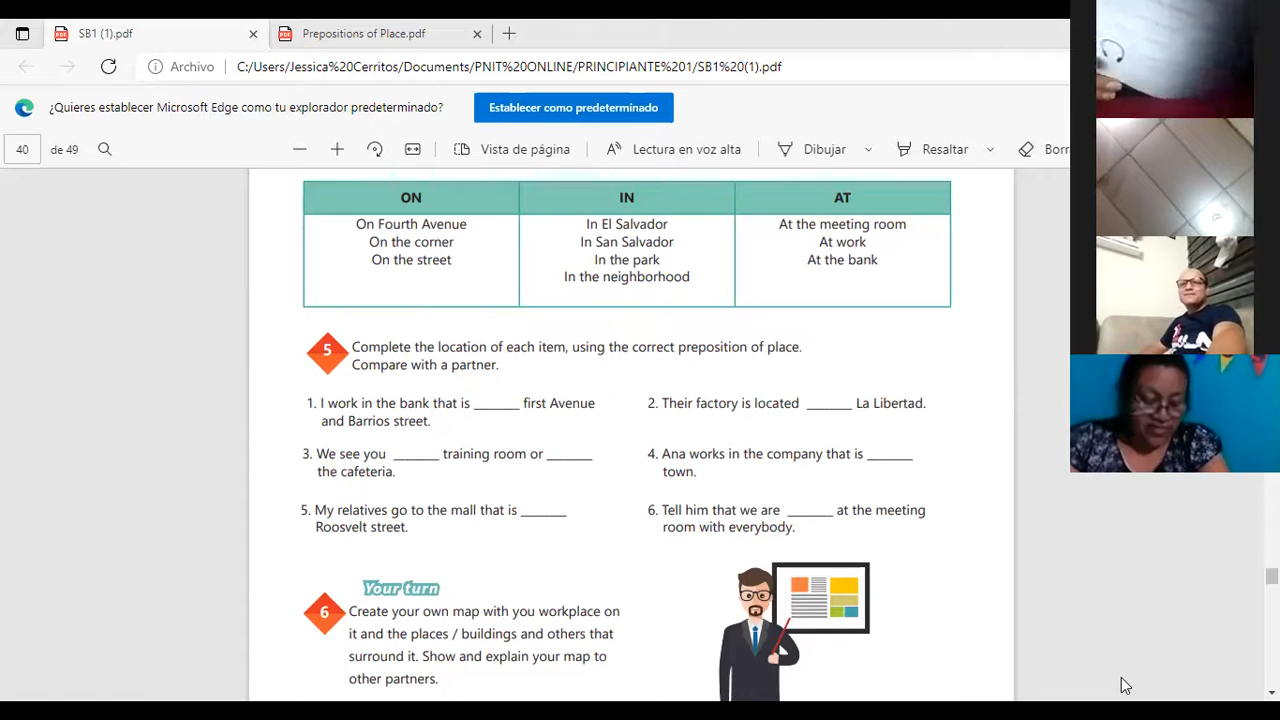 SB1 (1).pdf
Prepositions of Place.pdf
Archivo
C:/Users/Jessica%20Cerritos/Documents/PNIT%20ONLINE/PRINCIPIANTE%201/SB1%20(1).pdf
¿Quieres establecer Microsoft Edge como tu explorador predeterminado?
Establecer como predeterminado
40 de 49
Vista de página
Lectura en voz alta
Dibujar
Resaltar
Borr
ON IN AT
On Fourth Avenue In El Salvador At the meeting room
On the corner In San Salvador At work
On the street In the park At the bank
In the neighborhood
5 Complete the location of each item, using the correct preposition of place.
Compare with a partner.
1. I work in the bank that is _______ first Avenue
and Barrios street.
2. Their factory is located _______ La Libertad.
3. We see you _______ training room or _______
the cafeteria.
4. Ana works in the company that is _______
town.
5. My relatives go to the mall that is _______
Roosvelt street.
6. Tell him that we are _______ at the meeting
room with everybody.
Your turn
6 Create your own map with you workplace on
it and the places / buildings and others that
surround it. Show and explain your map to
other partners.